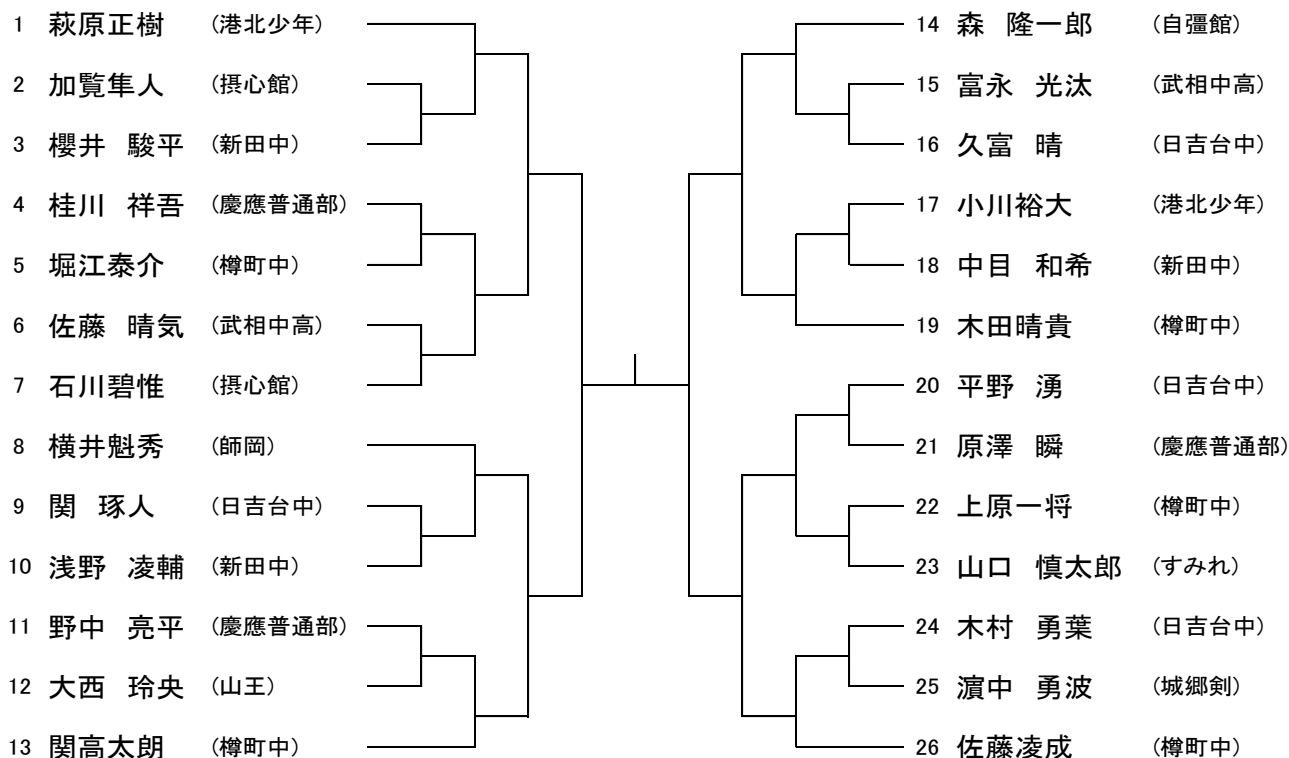 1 萩原正樹 (港北少年)
2 加覧隼人 (摂心館)
3 櫻井 駿平 (新田中)
4 桂川 祥吾 (慶應普通部)
5 堀江泰介 (樽町中)
6 佐藤 晴気 (武相中高)
7 石川碧惟 (摂心館)
8 横井魁秀 (師岡)
9 関 琢人 (日吉台中)
10 浅野 凌輔 (新田中)
11 野中 亮平 (慶應普通部)
12 大西 玲央 (山王)
13 関高太朗 (樽町中)
14 森 隆一郎 (自彊館)
15 富永 光汰 (武相中高)
16 久富 晴 (日吉台中)
17 小川裕大 (港北少年)
18 中目 和希 (新田中)
19 木田晴貴 (樽町中)
20 平野 湧 (日吉台中)
21 原澤 瞬 (慶應普通部)
22 上原一将 (樽町中)
23 山口 慎太郎 (すみれ)
24 木村 勇葉 (日吉台中)
25 濵中 勇波 (城郷剣)
26 佐藤凌成 (樽町中)